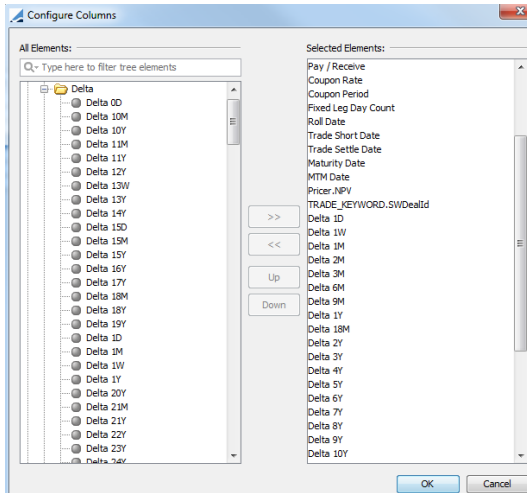 Configure Columns
All Elements:
Type here to filter tree elements
Delta
Delta 0D
Delta 10M
Delta 10Y
Delta 11M
Delta 11Y
Delta 12Y
Delta 13W
Delta 13Y
Delta 14Y
Delta 15D
Delta 15M
Delta 15Y
Delta 16Y
Delta 17Y
Delta 18M
Delta 18Y
Delta 19Y
Delta 1D
Delta 1M
Delta 1W
Delta 1Y
Delta 20Y
Delta 21M
Delta 21Y
Delta 22Y
Delta 23Y
Delta 24Y
>>
<<
Up
Down
Selected Elements:
Pay / Receive
Coupon Rate
Coupon Period
Fixed Leg Day Count
Roll Date
Trade Short Date
Trade Settle Date
Maturity Date
MTM Date
Pricer.NPV
TRADE_KEYWORD.SWDealId
Delta 1D
Delta 1W
Delta 1M
Delta 2M
Delta 3M
Delta 6M
Delta 9M
Delta 1Y
Delta 18M
Delta 2Y
Delta 3Y
Delta 4Y
Delta 5Y
Delta 6Y
Delta 7Y
Delta 8Y
Delta 9Y
Delta 10Y
OK
Cancel